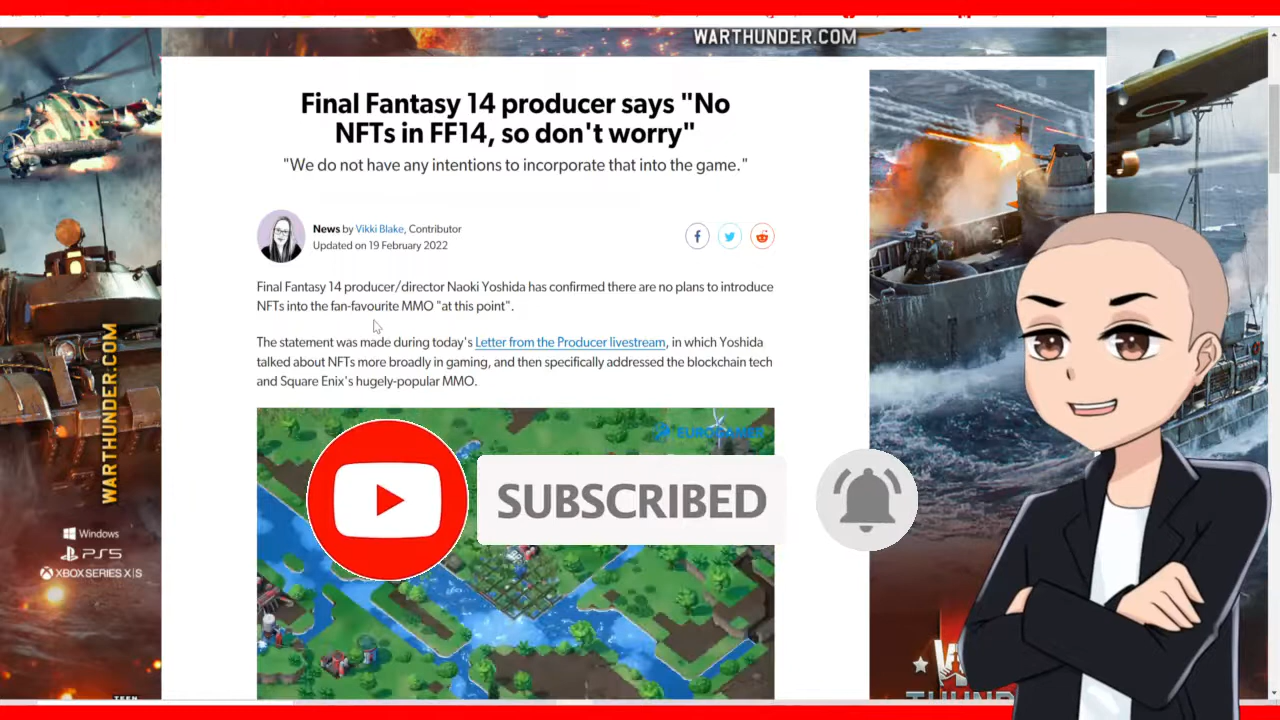 WARTHUNDER.COM
Final Fantasy 14 producer says "No
NFTs in FF14, so don't worry"
"We do not have any intentions to incorporate that into the game."
News by Vikki Blake, Contributor
Updated on 19 February 2022
Final Fantasy 14 producer/director Naoki Yoshida has confirmed there are no plans to introduce
NFTs into the fan-favourite MMO "at this point".
The statement was made during today's Letter from the Producer livestream, in which Yoshida
talked about NFTs more broadly in gaming, and then specifically addressed the blockchain tech
and Square Enix's hugely-popular MMO.
EUROGAMER
SUBSCRIBED
WARTHUNDER.COM
Windows
PS5
XBOX SERIES X|S
TEEN